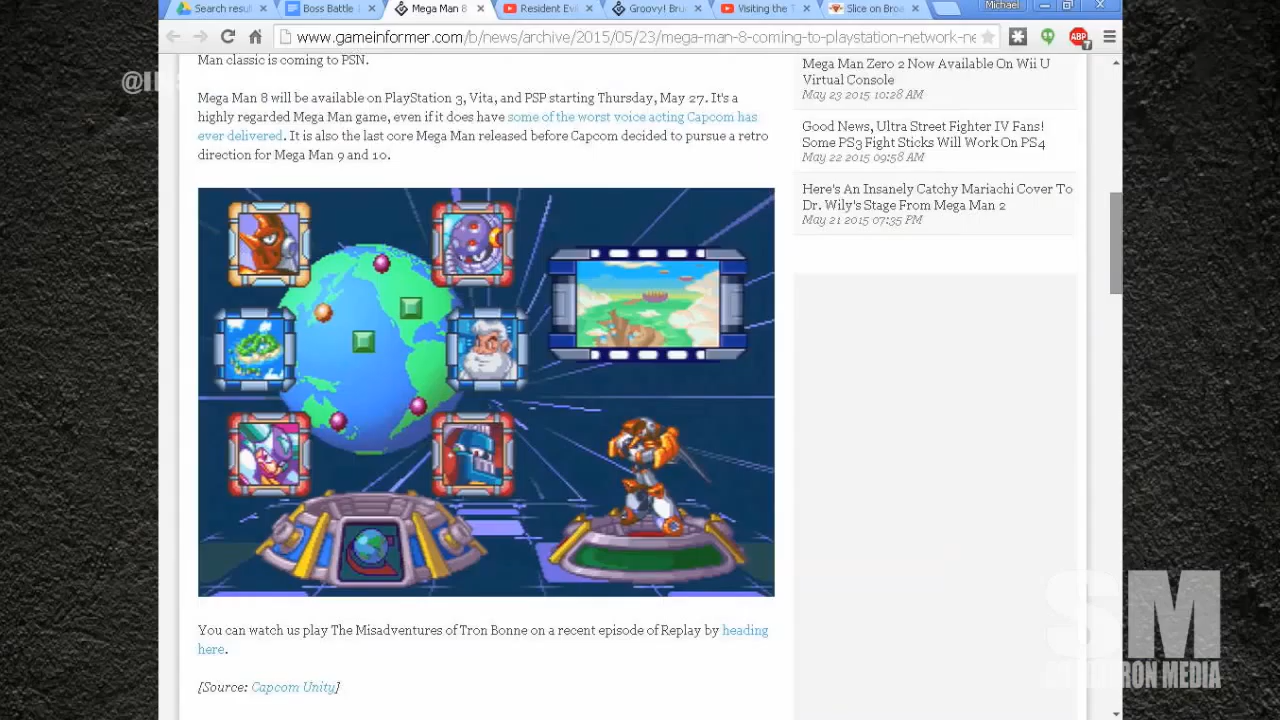 Search resul
Boss Battle
Mega Man 8
Resident Evi
Groovy! Bru
Visiting the T
Slice on Broa
Michael
www.gameinformer.com/b/news/archive/2015/05/23/mega-man-8-coming-to-playstation-network-ne
ABP
7
Man classic is coming to PSN.
Mega Man 8 will be available on PlayStation 3, Vita, and PSP starting Thursday, May 27. It's a
highly regarded Mega Man game, even if it does have some of the worst voice acting Capcom has
ever delivered. It is also the last core Mega Man released before Capcom decided to pursue a retro
direction for Mega Man 9 and 10.
You can watch us play The Misadventures of Tron Bonne on a recent episode of Replay by heading
here.
[Source: Capcom Unity]
Mega Man Zero 2 Now Available On Wii U
Virtual Console
May 23 2015 10:28 AM
Good News, Ultra Street Fighter IV Fans!
Some PS3 Fight Sticks Will Work On PS4
May 22 2015 09:58 AM
Here's An Insanely Catchy Mariachi Cover To
Dr. Wily's Stage From Mega Man 2
May 21 2015 07:35 PM
SM
RON MEDIA